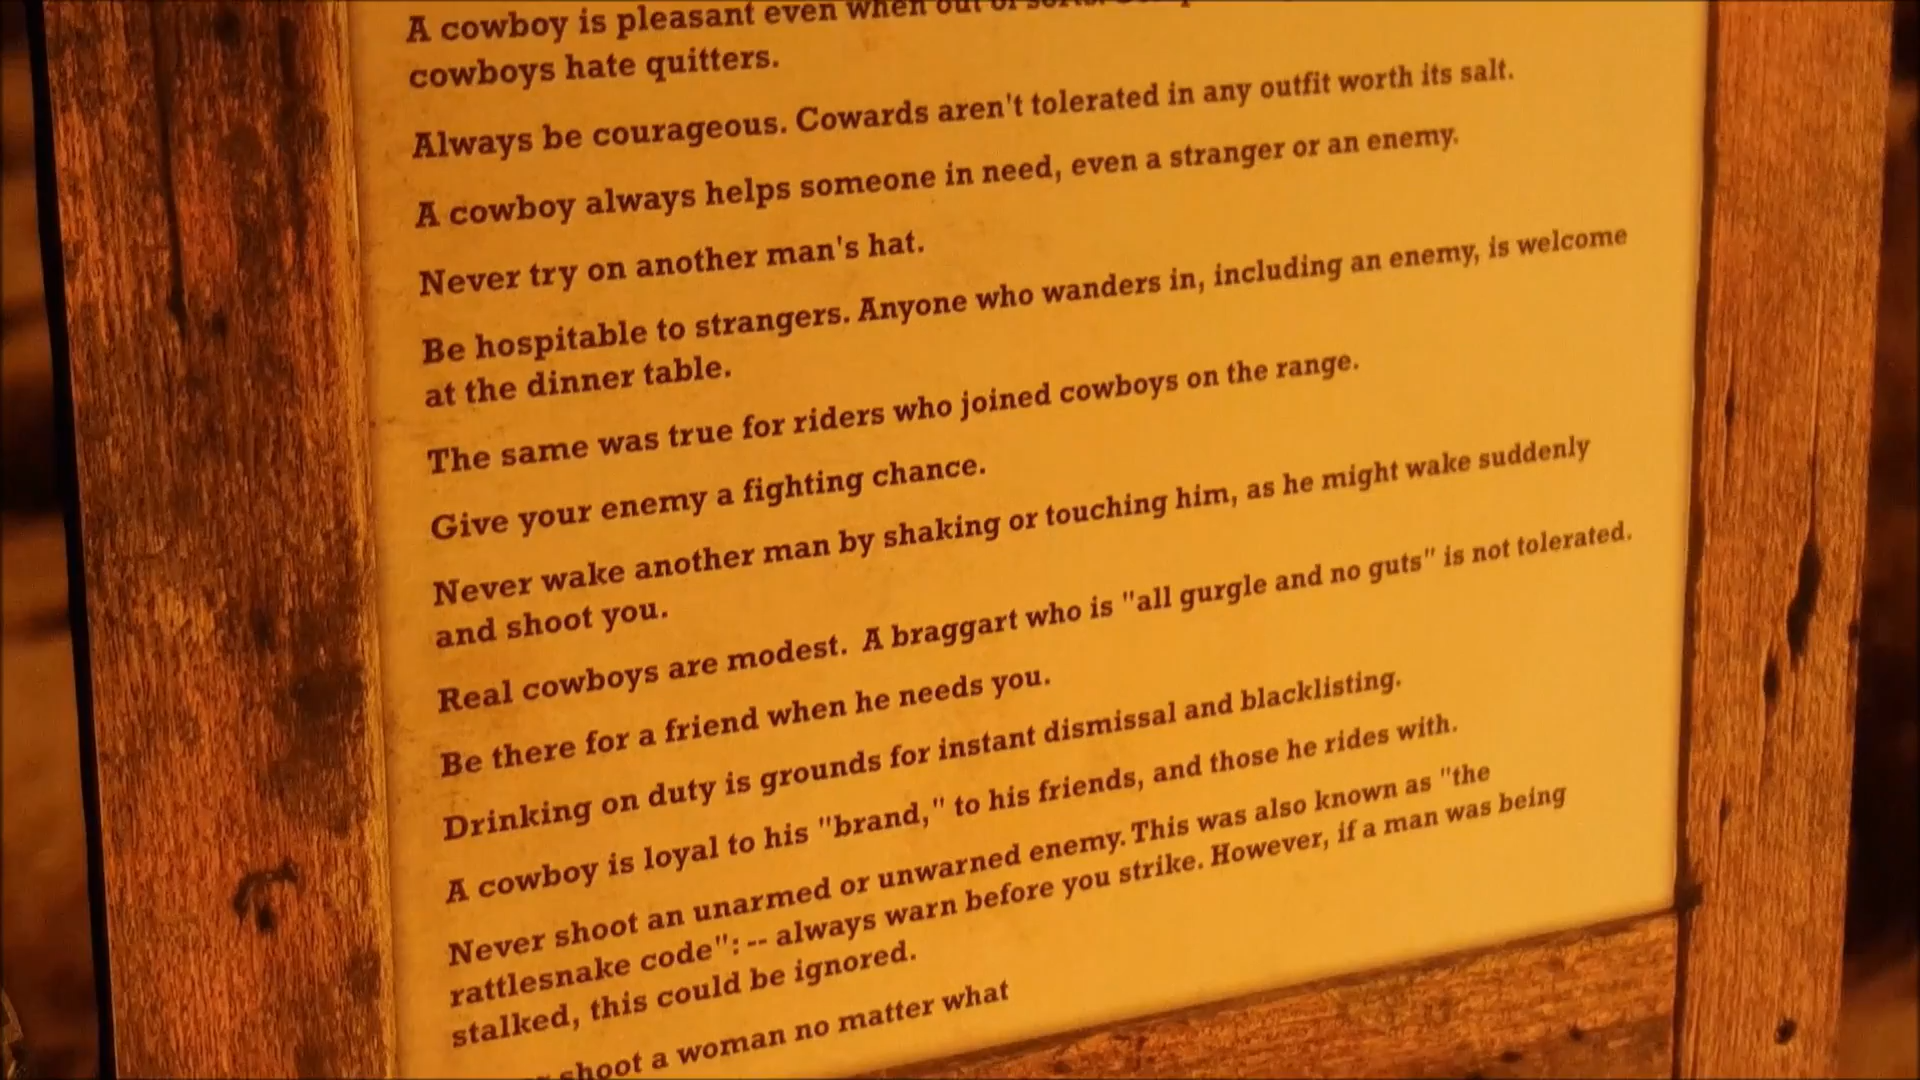 A cowboy is pleasant even when out of sorts.
cowboys hate quitters.
Always be courageous. Cowards aren't tolerated in any outfit worth its salt.
A cowboy always helps someone in need, even a stranger or an enemy.
Never try on another man's hat.
Be hospitable to strangers. Anyone who wanders in, including an enemy, is welcome
at the dinner table.
The same was true for riders who joined cowboys on the range.
Give your enemy a fighting chance.
Never wake another man by shaking or touching him, as he might wake suddenly
and shoot you.
Real cowboys are modest. A braggart who is "all gurgle and no guts" is not tolerated.
Be there for a friend when he needs you.
Drinking on duty is grounds for instant dismissal and blacklisting.
A cowboy is loyal to his "brand," to his friends, and those he rides with.
Never shoot an unarmed or unwarned enemy. This was also known as "the
rattlesnake code": -- always warn before you strike. However, if a man was being
stalked, this could be ignored.
shoot a woman no matter what